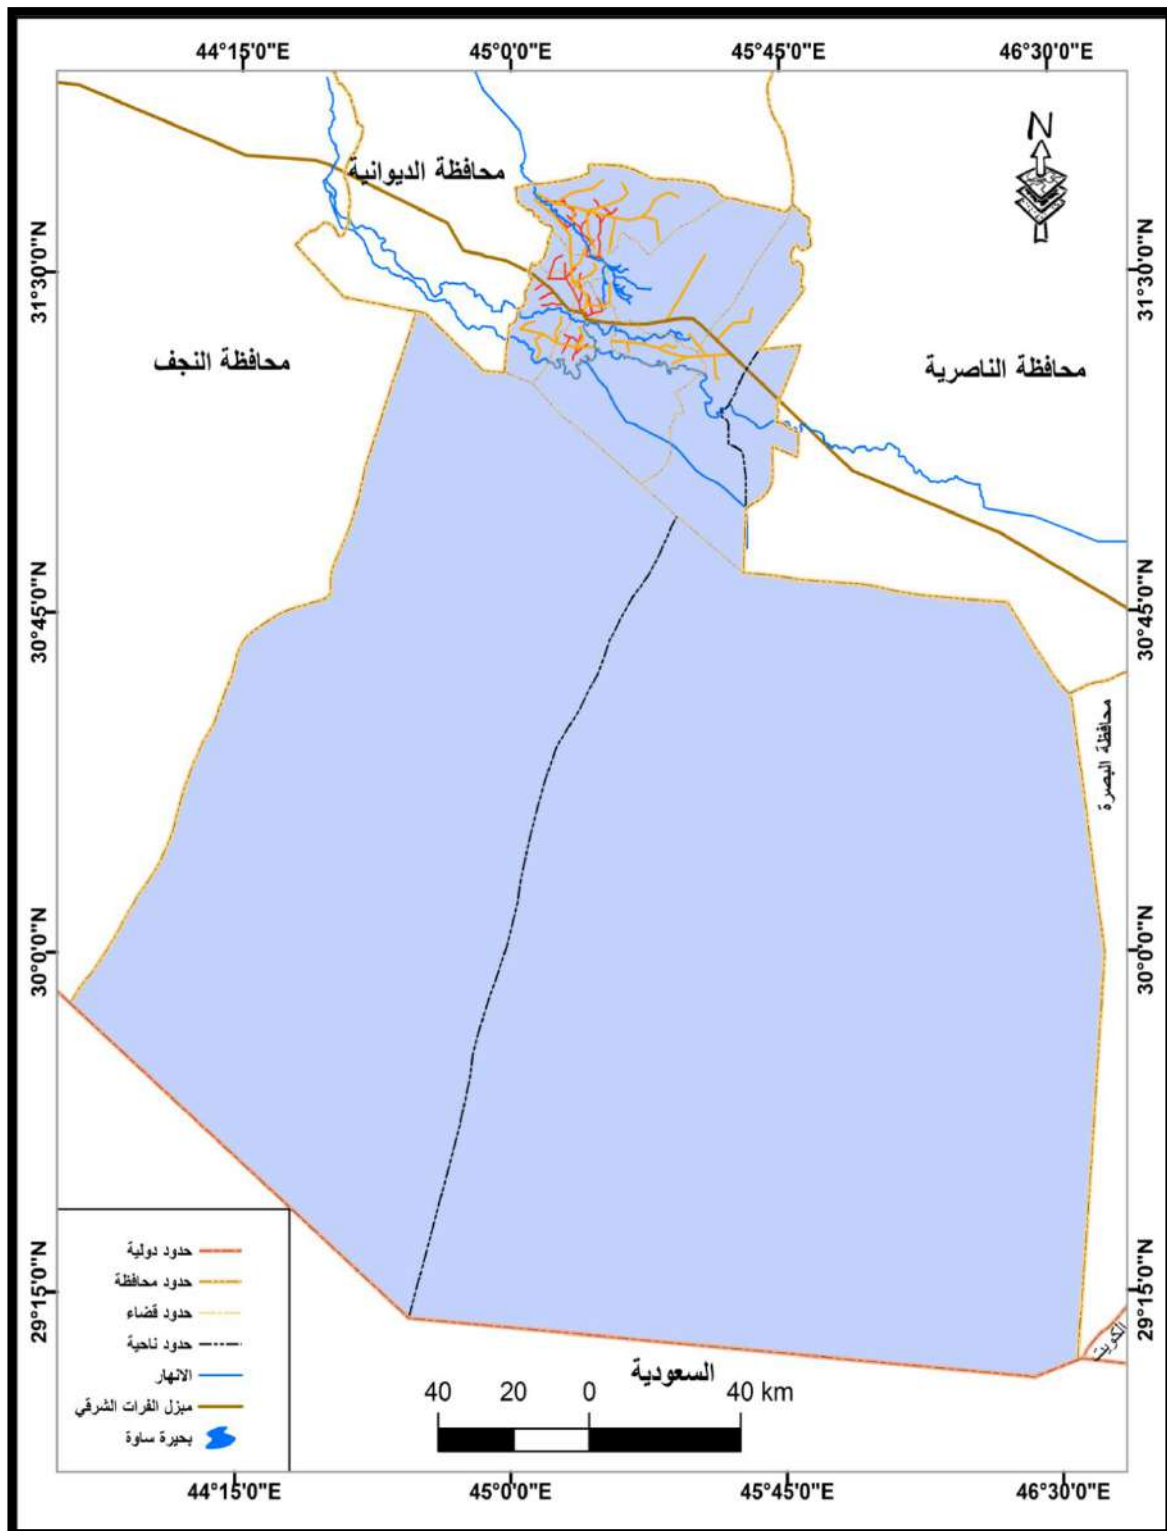 44°15'0"E 45°0'0"E 45°45'0"E 46°30'0"E
N
محافظة الديوانية
31°30'0"N 31°30'0"N
محافظة النجف محافظة الناصرية
30°45'0"N 30°45'0"N
محافظة البصرة
30°0'0"N 30°0'0"N
29°15'0"N 29°15'0"N
الكويت
السعودية
40 20 0 40 km
حدود دولية
حدود محافظة
حدود قضاء
حدود ناحية
الانهار
مبزل الفرات الشرقي
بحيرة ساوة
44°15'0"E 45°0'0"E 45°45'0"E 46°30'0"E